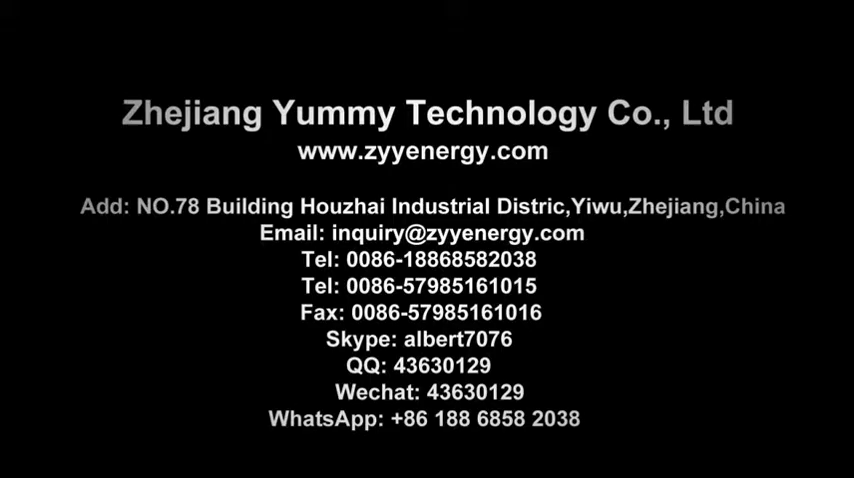 Zhejiang Yummy Technology Co., Ltd
www.zyyenergy.com
Add: NO.78 Building Houzhai Industrial Distric,Yiwu,Zhejiang,China
Email: inquiry@zyyenergy.com
Tel: 0086-18868582038
Tel: 0086-57985161015
Fax: 0086-57985161016
Skype: albert7076
QQ: 43630129
Wechat: 43630129
WhatsApp: +86 188 6858 2038